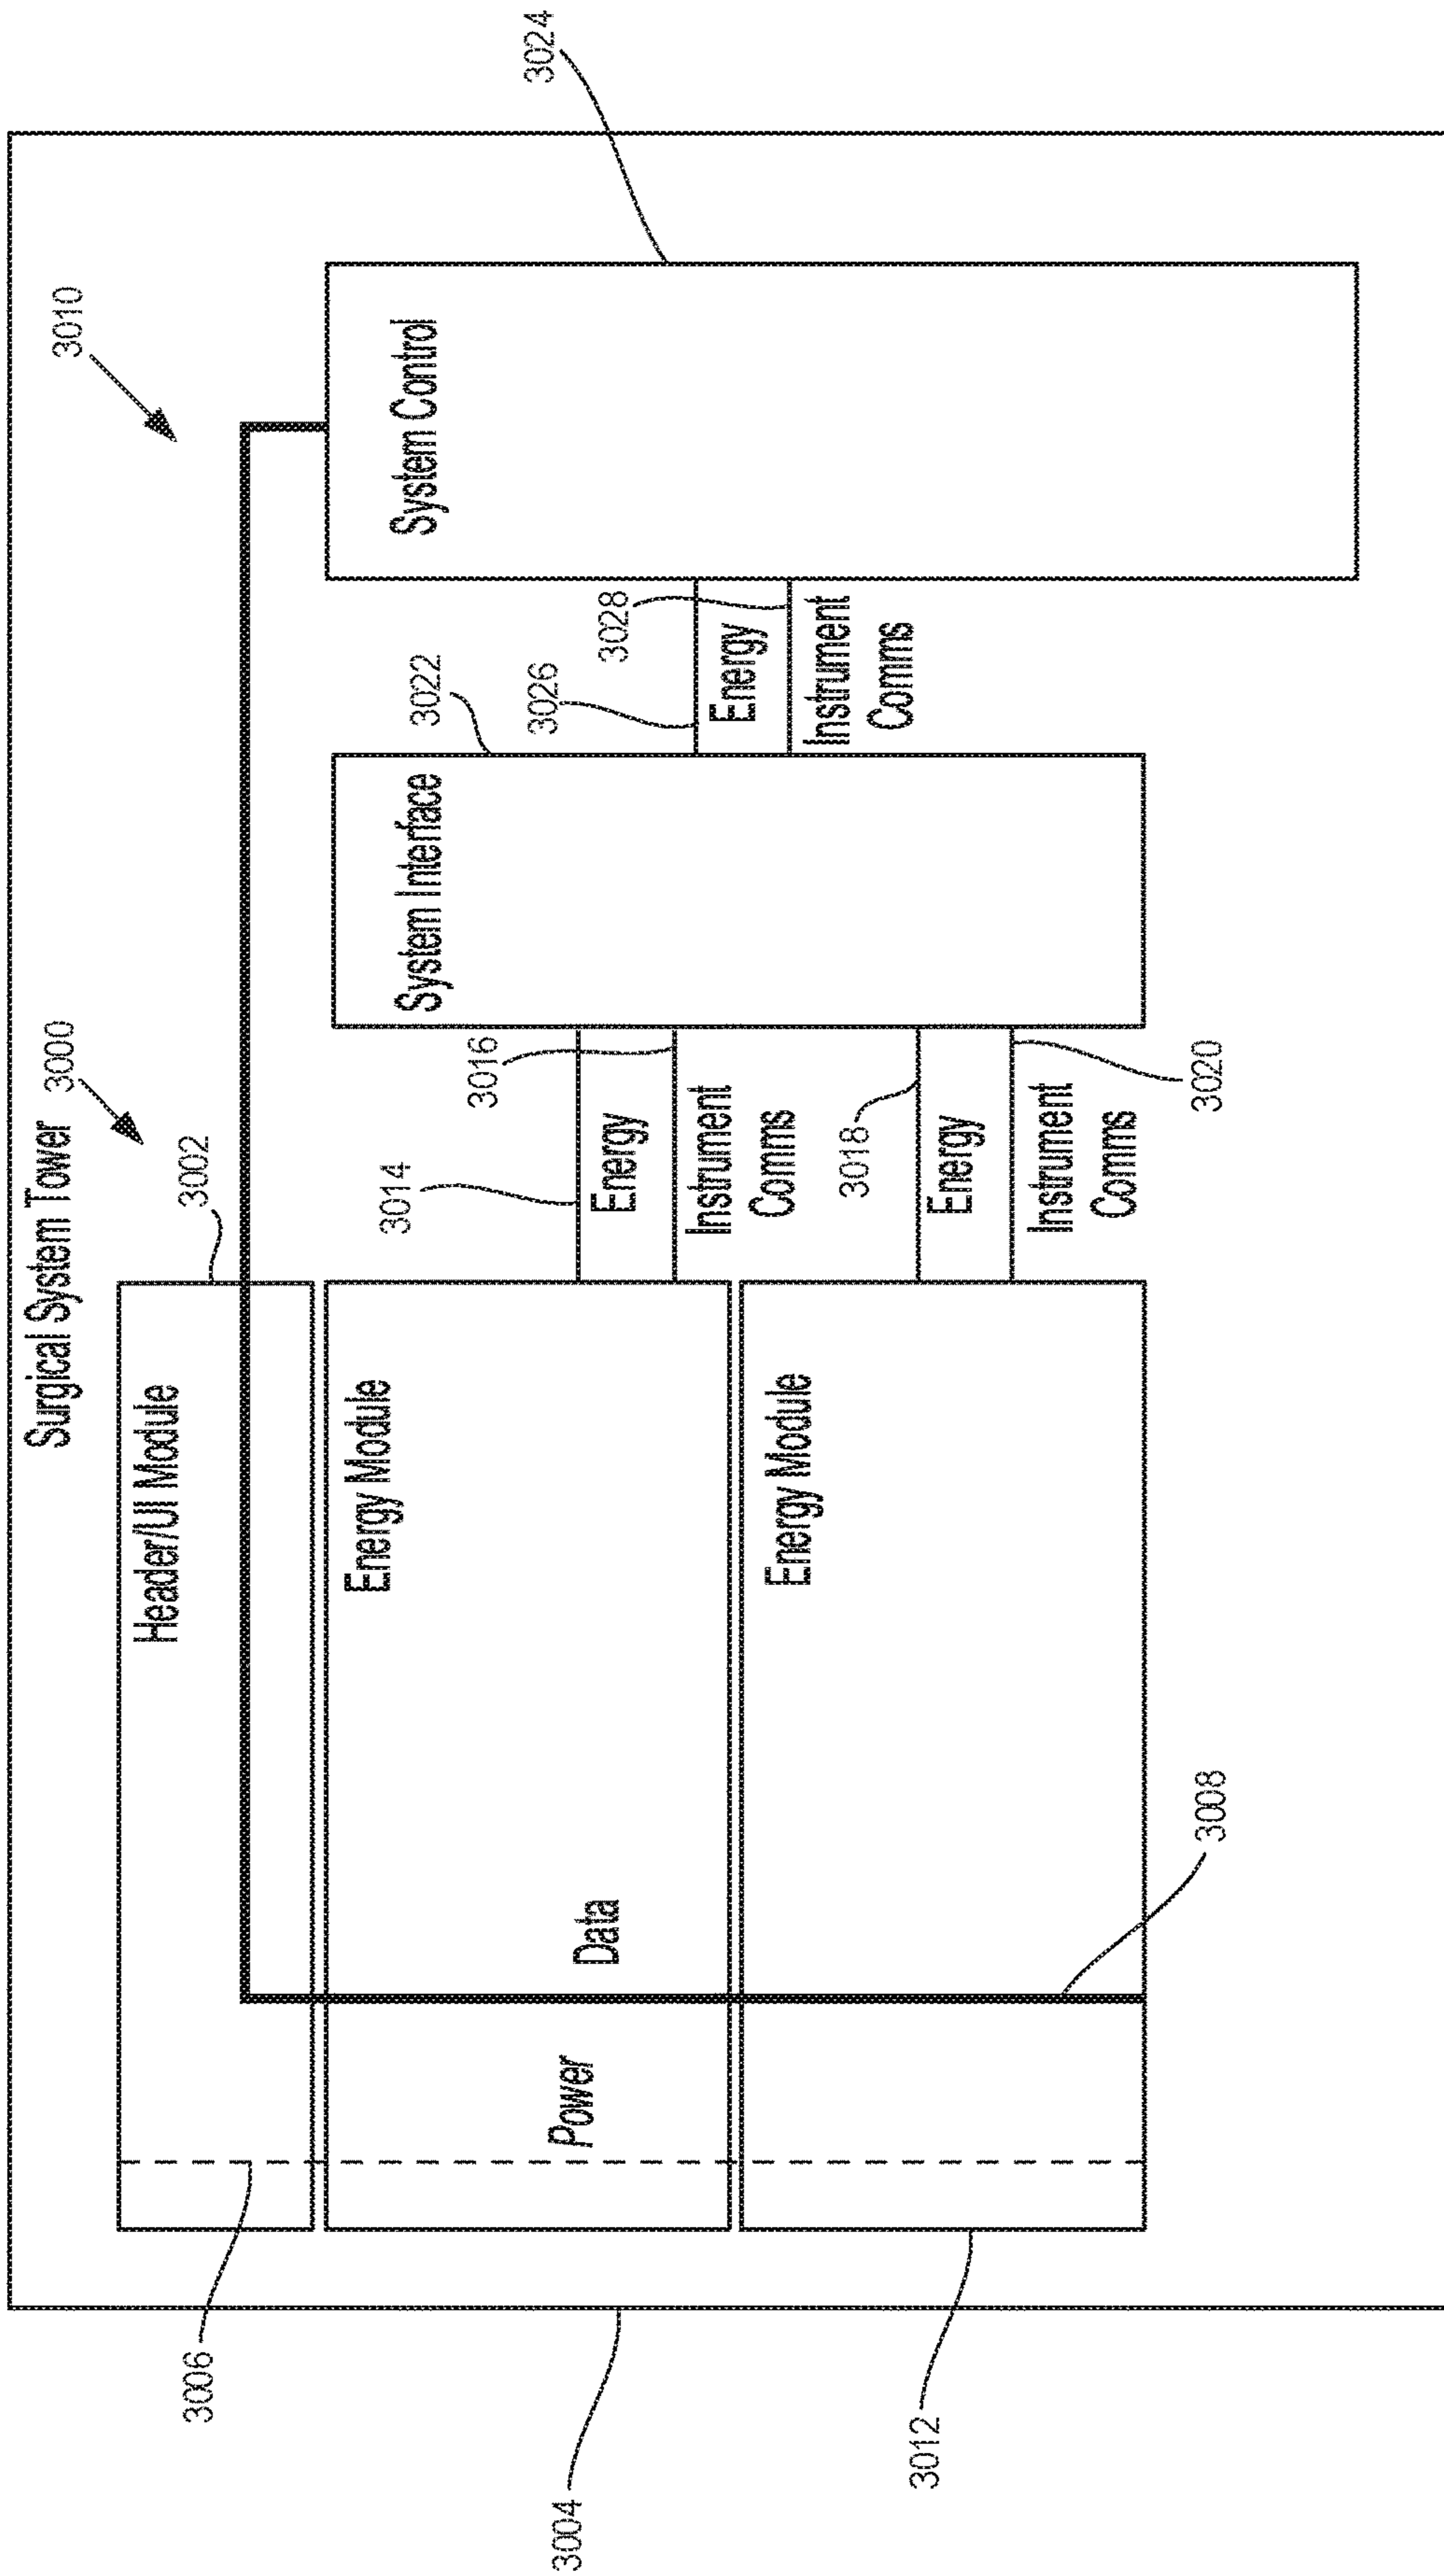 Surgical System Tower
3000
3010
3002
3024
Header/UI Module
Energy Module
Energy Module
Data
Power
3006
3004
3012
3008
3014
Energy
3016
Instrument
Comms
3018
Energy
3020
Instrument
Comms
System Interface
3022
3026
Energy
3028
Instrument
Comms
System Control